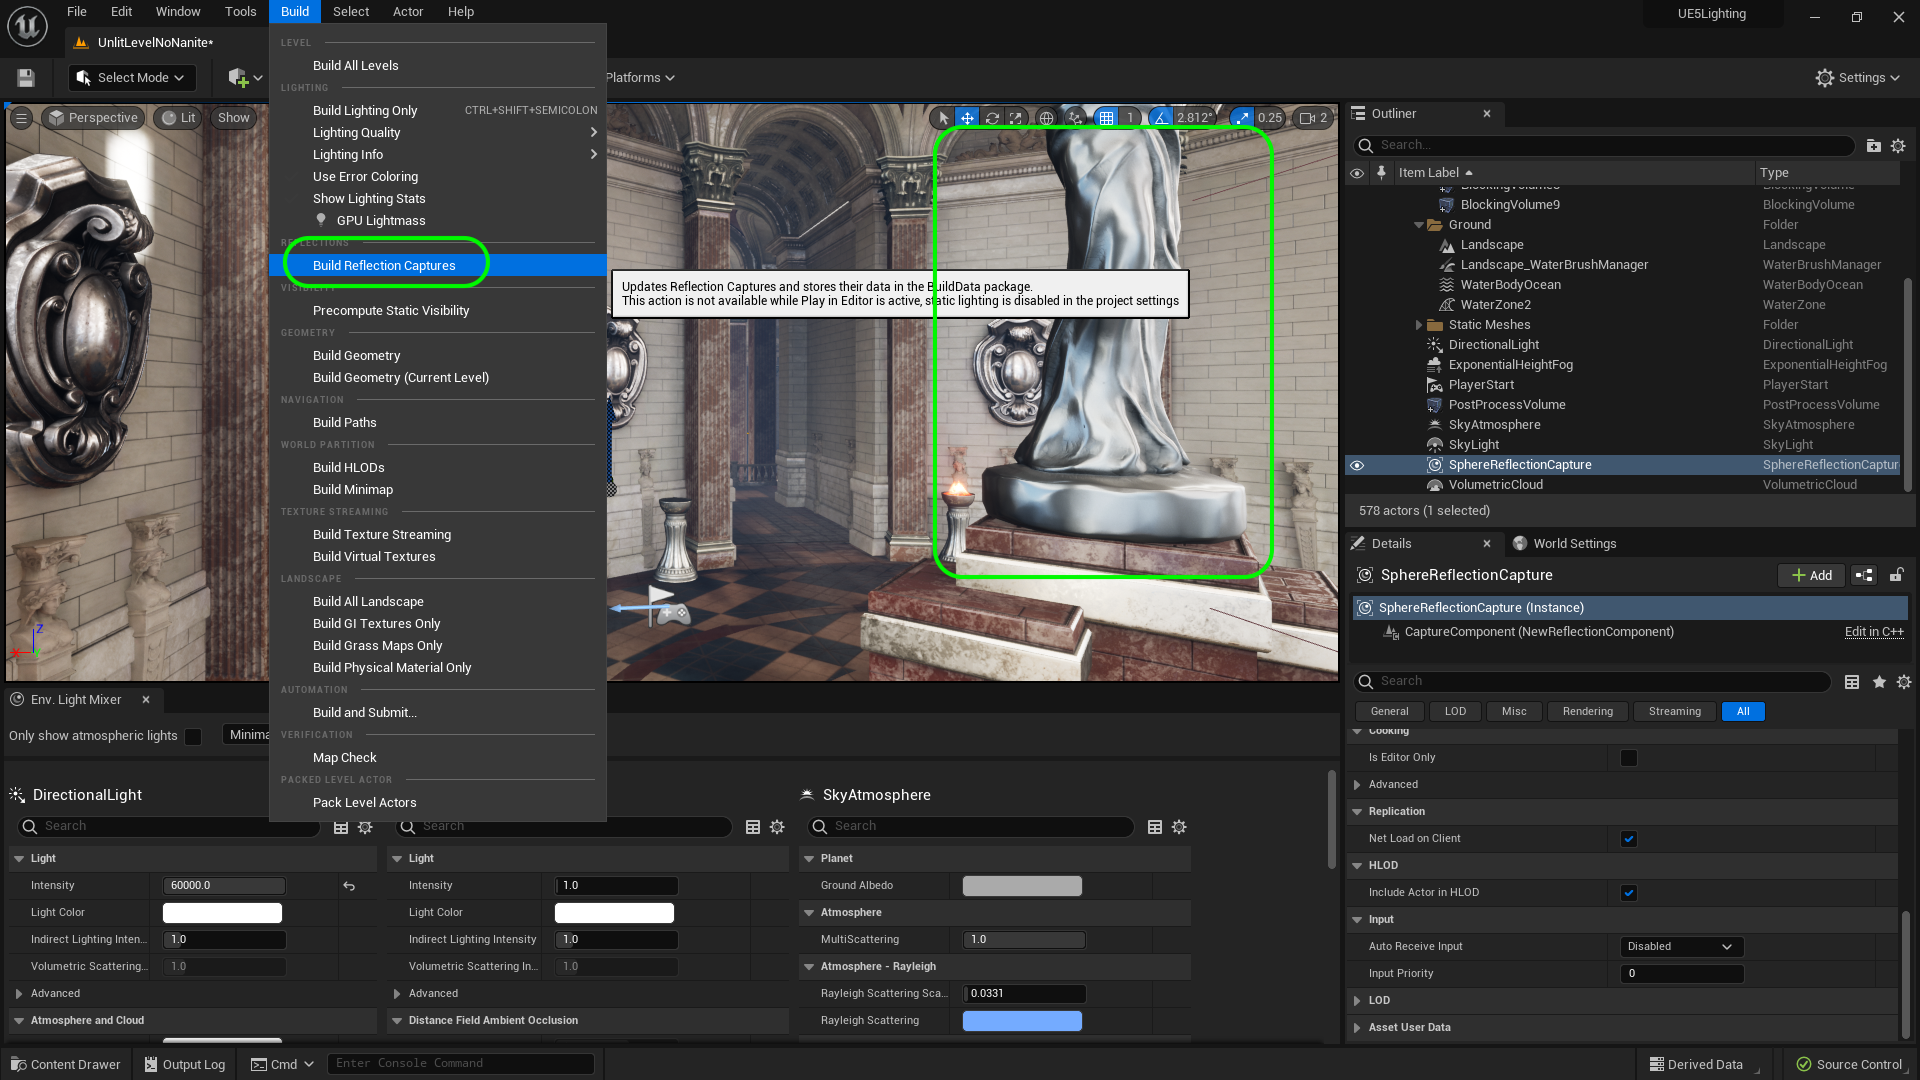 File Edit Window Tools Build Select Actor Help
UE5Lighting
UnlitLevelNoNanite*
Select Mode
Platforms
Settings
Perspective
Lit
Show
1
2.812°
0.25
2
LEVEL
Build All Levels
LIGHTING
Build Lighting Only CTRL+SHIFT+SEMICOLON
Lighting Quality
Lighting Info
Use Error Coloring
Show Lighting Stats
GPU Lightmass
REFLECTIONS
Build Reflection Captures
VISIBILITY
Precompute Static Visibility
GEOMETRY
Build Geometry
Build Geometry (Current Level)
NAVIGATION
Build Paths
WORLD PARTITION
Build HLODs
Build Minimap
TEXTURE STREAMING
Build Texture Streaming
Build Virtual Textures
LANDSCAPE
Build All Landscape
Build GI Textures Only
Build Grass Maps Only
Build Physical Material Only
AUTOMATION
Build and Submit...
VERIFICATION
Map Check
PACKED LEVEL ACTOR
Pack Level Actors
Updates Reflection Captures and stores their data in the BuildData package.
This action is not available while Play in Editor is active, static lighting is disabled in the project settings
Z
Outliner
Search...
Item Label Type
BlockingVolume9 BlockingVolume
Ground Folder
Landscape Landscape
Landscape_WaterBrushManager WaterBrushManager
WaterBodyOcean WaterBodyOcean
WaterZone2 WaterZone
Static Meshes Folder
DirectionalLight DirectionalLight
ExponentialHeightFog ExponentialHeightFog
PlayerStart PlayerStart
PostProcessVolume PostProcessVolume
SkyAtmosphere SkyAtmosphere
SkyLight SkyLight
SphereReflectionCapture SphereReflectionCaptur
VolumetricCloud VolumetricCloud
578 actors (1 selected)
Details
World Settings
SphereReflectionCapture
Add
SphereReflectionCapture (Instance)
CaptureComponent (NewReflectionComponent) Edit in C++
Search
General LOD Misc Rendering Streaming All
Cooking
Is Editor Only
Advanced
Replication
Net Load on Client
HLOD
Include Actor in HLOD
Input
Auto Receive Input Disabled
Input Priority 0
LOD
Asset User Data
Env. Light Mixer
Only show atmospheric lights
Minima
DirectionalLight
Search
Light
Intensity 60000.0
Light Color
Indirect Lighting Inten... 1.0
Volumetric Scattering... 1.0
Advanced
Atmosphere and Cloud
Search
Light
Intensity 1.0
Light Color
Indirect Lighting Intensity 1.0
Volumetric Scattering In... 1.0
Advanced
Distance Field Ambient Occlusion
SkyAtmosphere
Search
Planet
Ground Albedo
Atmosphere
MultiScattering 1.0
Atmosphere - Rayleigh
Rayleigh Scattering Sca... 0.0331
Rayleigh Scattering
Content Drawer
Output Log
Cmd
Enter Console Command
Derived Data
Source Control